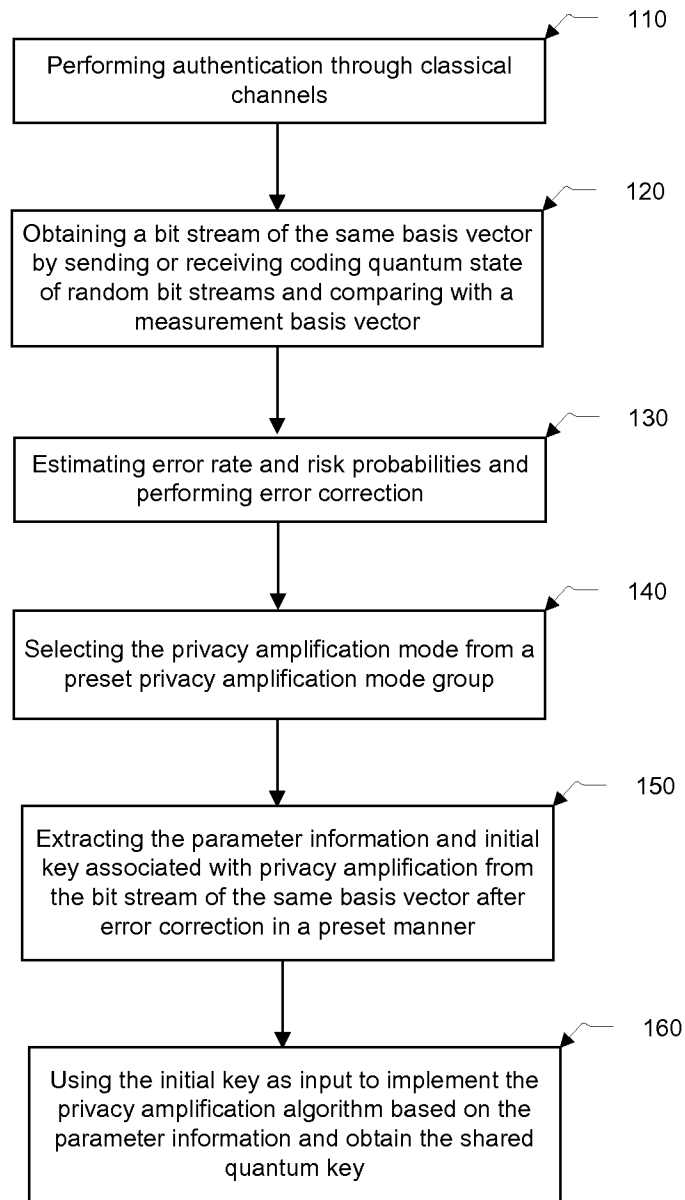 110
Performing authentication through classical
channels
120
Obtaining a bit stream of the same basis vector
by sending or receiving coding quantum state
of random bit streams and comparing with a
measurement basis vector
130
Estimating error rate and risk probabilities and
performing error correction
140
Selecting the privacy amplification mode from a
preset privacy amplification mode group
150
Extracting the parameter information and initial
key associated with privacy amplification from
the bit stream of the same basis vector after
error correction in a preset manner
160
Using the initial key as input to implement the
privacy amplification algorithm based on the
parameter information and obtain the shared
quantum key